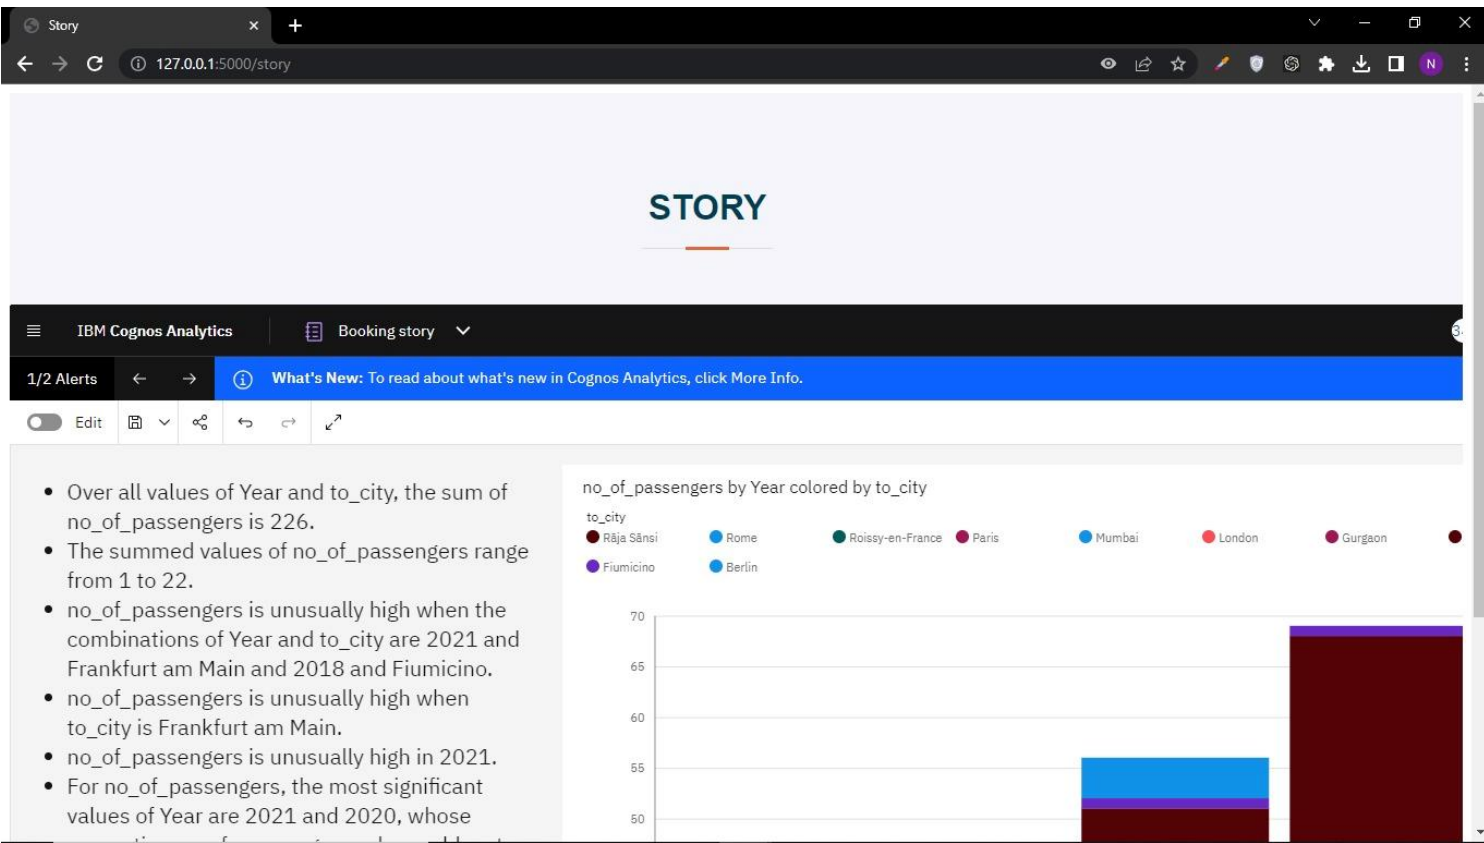 Story
127.0.0.1:5000/story
N
STORY
IBM Cognos Analytics
Booking story
1/2 Alerts
What's New: To read about what's new in Cognos Analytics, click More Info.
Edit
• Over all values of Year and to_city, the sum of
no_of_passengers is 226.
• The summed values of no_of_passengers range
from 1 to 22.
• no_of_passengers is unusually high when the
combinations of Year and to_city are 2021 and
Frankfurt am Main and 2018 and Fiumicino.
• no_of_passengers is unusually high when
to_city is Frankfurt am Main.
• no_of_passengers is unusually high in 2021.
• For no_of_passengers, the most significant
values of Year are 2021 and 2020, whose
no_of_passengers by Year colored by to_city
to_city
Rāja Sānsi Rome Roissy-en-France Paris Mumbai London Gurgaon
Fiumicino Berlin
70
65
60
55
50